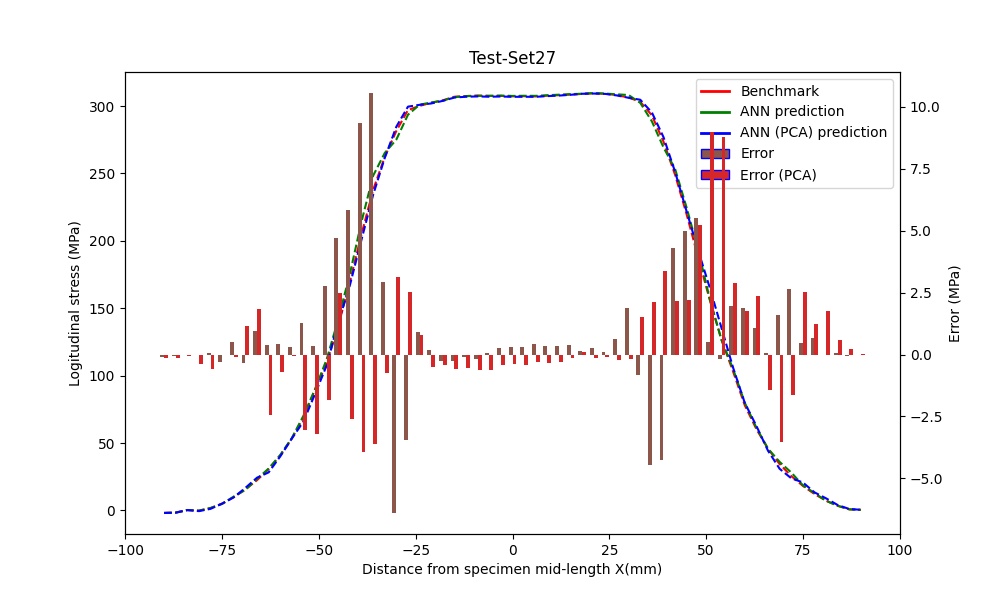 Test-Set27
Benchmark
ANN prediction
ANN (PCA) prediction
Error
Error (PCA)
Logitudinal stress (MPa)
300
250
200
150
100
50
0
10.0
7.5
5.0
2.5
0.0
−2.5
−5.0
Error (MPa)
−100 −75 −50 −25 0 25 50 75 100
Distance from specimen mid-length X(mm)